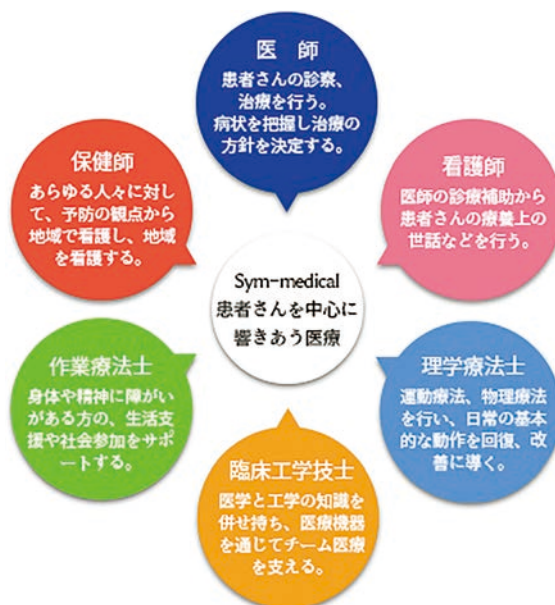 医 師
患者さんの診察、
治療を行う。
病状を把握し治療の
方針を決定する。
保健師
あらゆる人々に対し
て、予防の観点から
地域で看護し、地域
を看護する。
看護師
医師の診療補助から
患者さんの療養上の
世話などを行う。
Sym-medical
患者さんを中心に
響きあう医療
作業療法士
身体や精神に障がい
がある方の、生活支
援や社会参加をサポ
ートする。
理学療法士
運動療法、物理療法
を行い、日常の基本
的な動作を回復、改
善に導く。
臨床工学技士
医学と工学の知識を
併せ持ち、医療機器
を通じてチーム医療
を支える。